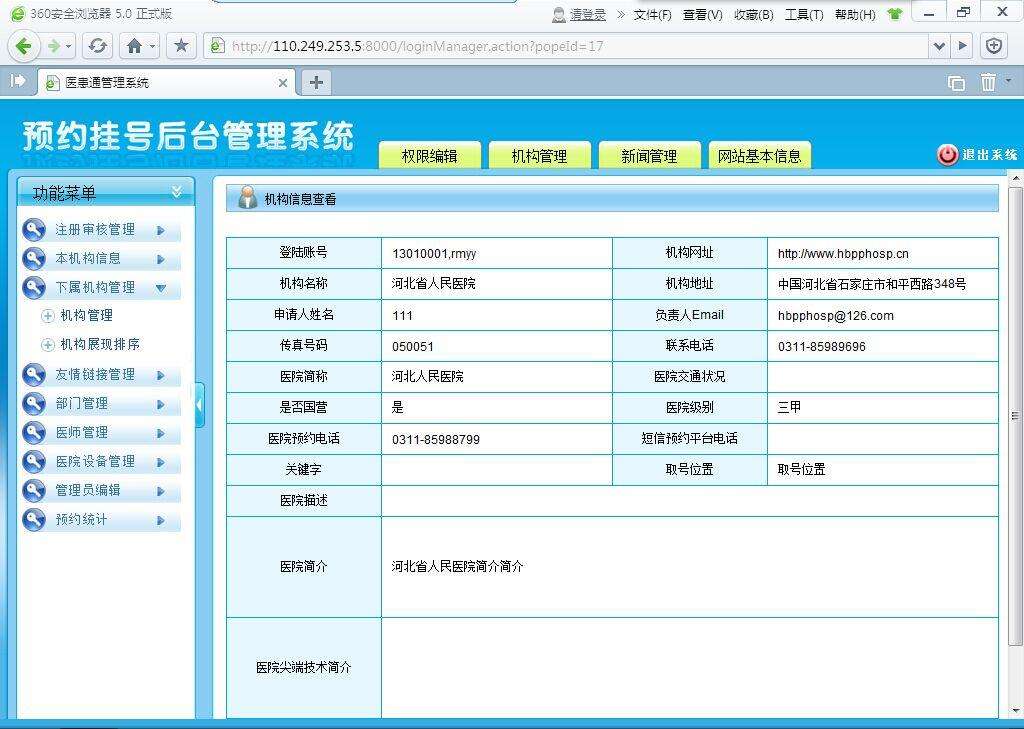 360安全浏览器 5.0 正式版
请登录 » 文件(F) 查看(V) 收藏(B) 工具(T) 帮助(H)
http://110.249.253.5:8000/loginManager.action?popeId=17
医患通管理系统
预约挂号后台管理系统
权限编辑 机构管理 新闻管理 网站基本信息 退出系统
功能菜单
注册审核管理
本机构信息
下属机构管理
机构管理
机构展现排序
友情链接管理
部门管理
医师管理
医院设备管理
管理员编辑
预约统计
机构信息查看
登陆账号 13010001,rmyy 机构网址 http://www.hbpphosp.cn
机构名称 河北省人民医院 机构地址 中国河北省石家庄市和平西路348号
申请人姓名 111 负责人Email hbpphosp@126.com
传真号码 050051 联系电话 0311-85989696
医院简称 河北人民医院 医院交通状况
是否国营 是 医院级别 三甲
医院预约电话 0311-85988799 短信预约平台电话
关键字 取号位置 取号位置
医院描述
医院简介 河北省人民医院简介简介
医院尖端技术简介